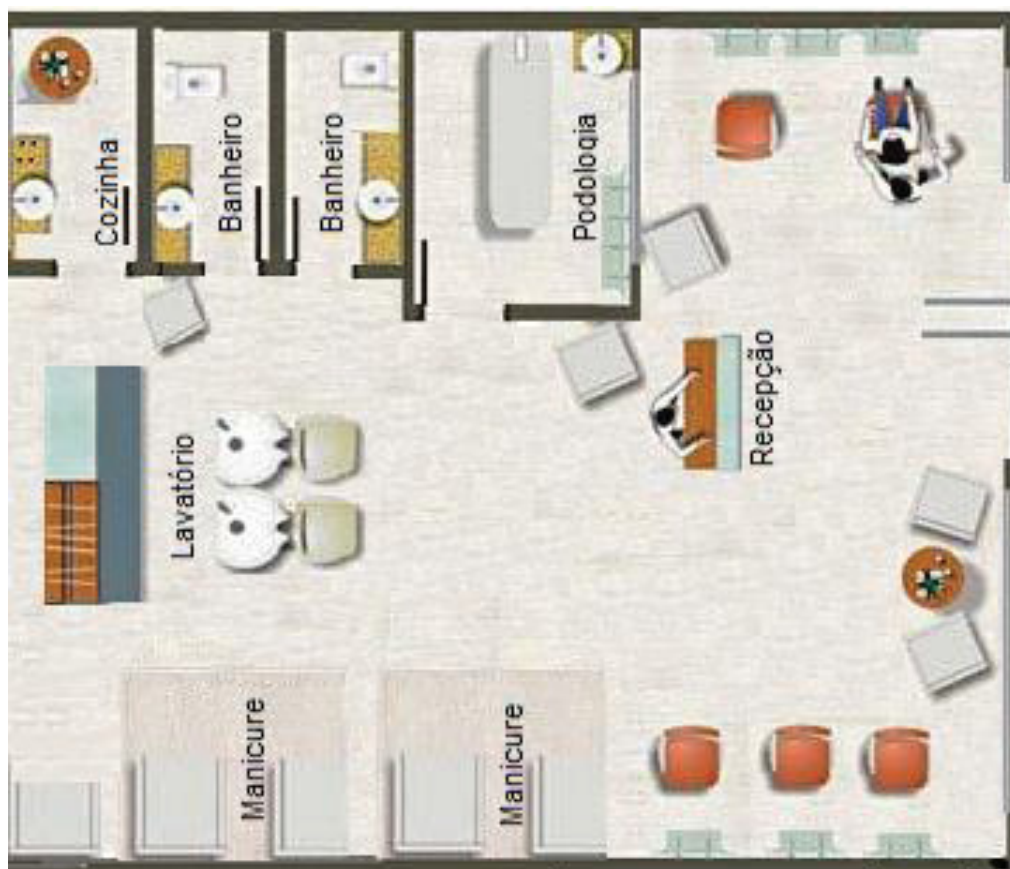 Cozinha
Banheiro
Banheiro
Podologia
Recepção
Lavatório
Manicure
Manicure